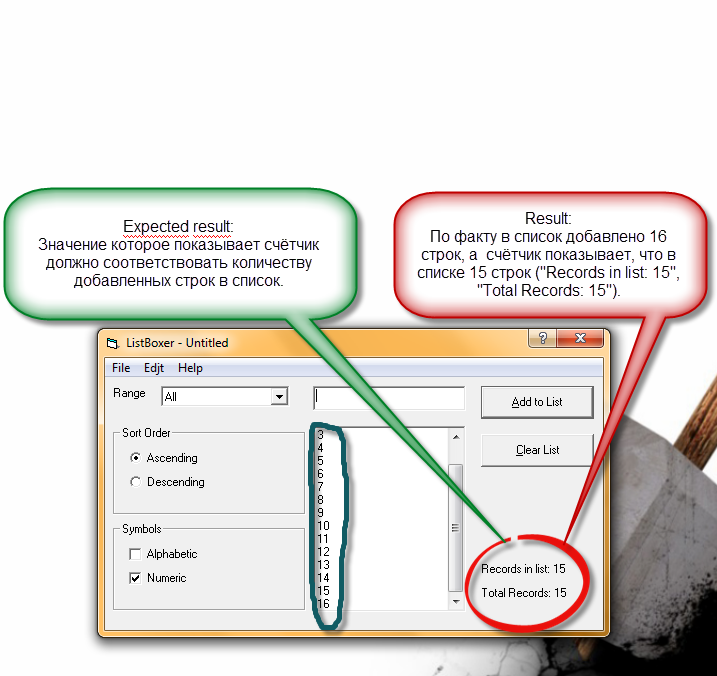 Expected result:
Значение которое показывает счётчик
должно соответствовать количеству
добавленных строк в список.
Result:
По факту в список добавлено 16
строк, а счётчик показывает, что в
списке 15 строк ("Records in list: 15",
"Total Records: 15").
ListBoxer - Untitled
File Edjt Help
Range
All
Add to List
Sort Order
Ascending
Descending
Clear List
Symbols
Alphabetic
Numeric
3
4
5
6
7
8
9
10
11
12
13
14
15
16
Records in list: 15
Total Records: 15